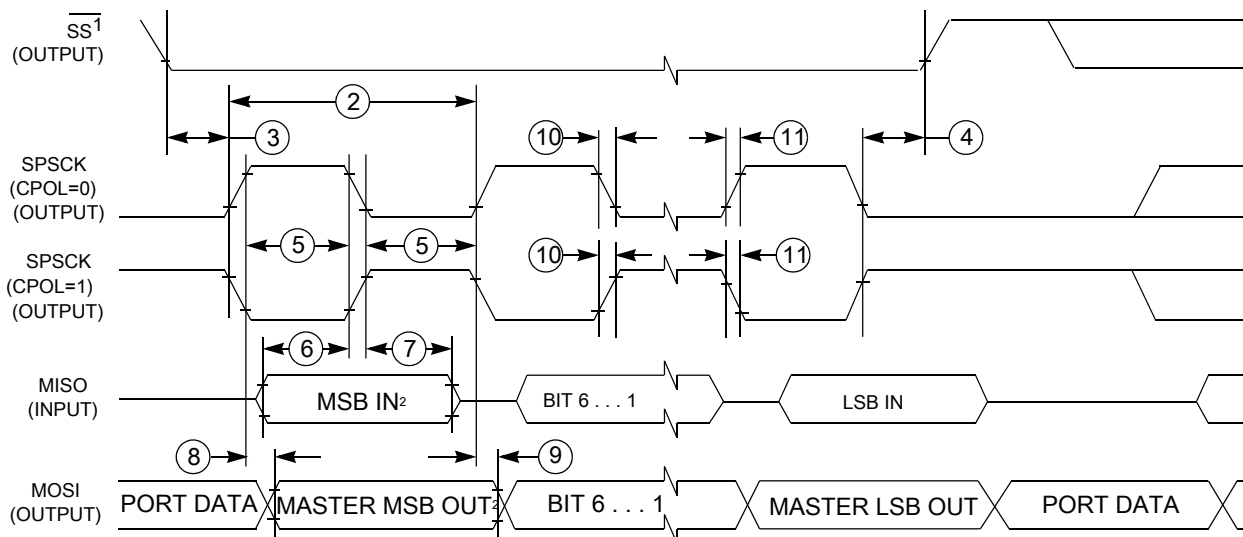 SS1
(OUTPUT)
2
3
10
11
4
SPSCK
(CPOL=0)
(OUTPUT)
5
5
SPSCK
(CPOL=1)
(OUTPUT)
10
11
6
7
MISO
(INPUT)
MSB IN2
BIT 6 . . . 1
LSB IN
8
9
MOSI
(OUTPUT)
PORT DATA
MASTER MSB OUT2
BIT 6 . . . 1
MASTER LSB OUT
PORT DATA